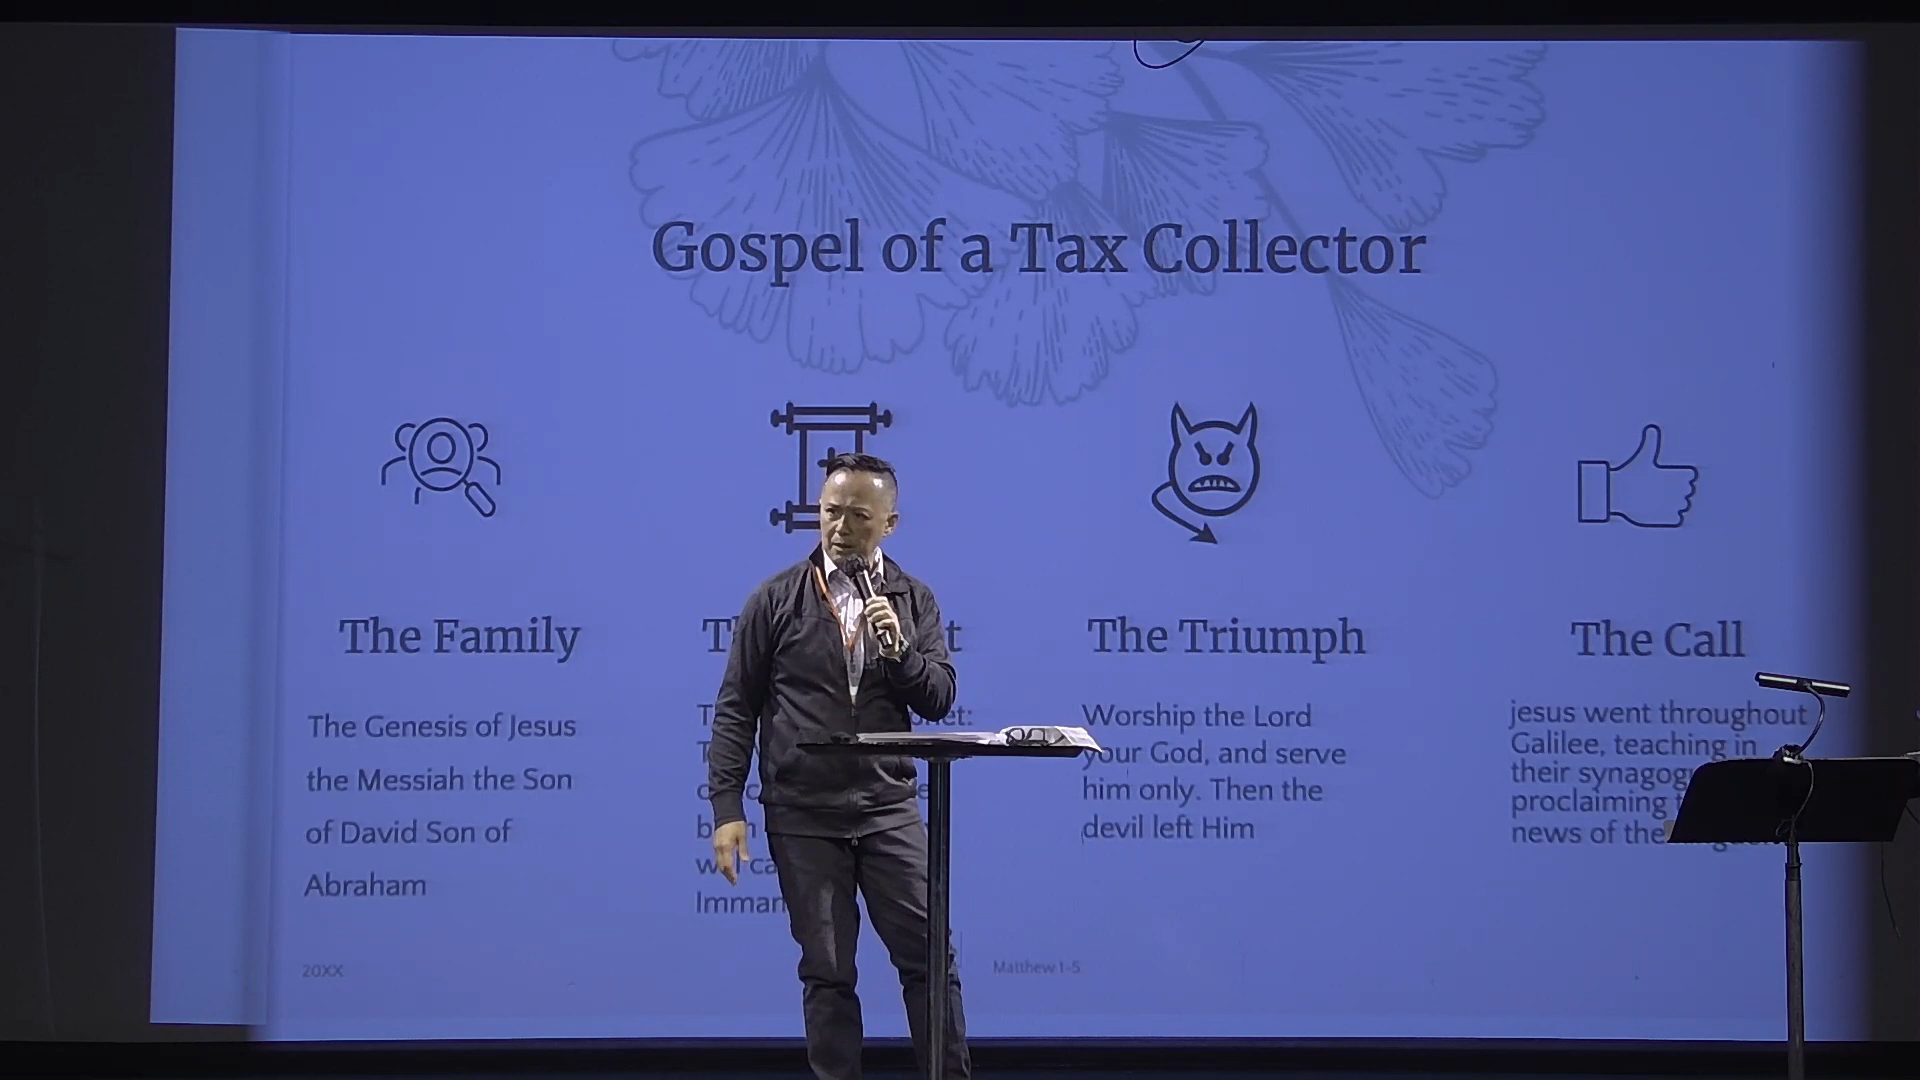 Gospel of a Tax Collector
The Family
The Genesis of Jesus
the Messiah the Son
of David Son of
Abraham
The Triumph
Worship the Lord
your God, and serve
him only. Then the
devil left Him
The Call
jesus went throughout
Galilee, teaching in
their
proclaiming
news of the
20XX
Matthew 1-5